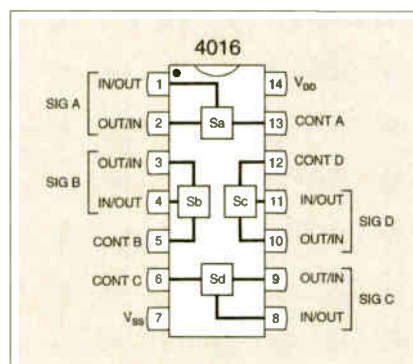 4016
IN/OUT 1 14 VDD
SIG A
OUT/IN 2 Sa 13 CONT A
OUT/IN 3 12 CONT D
SIG B
IN/OUT 4 Sb Sc 11 IN/OUT
SIG D
CONT B 5 10 OUT/IN
CONT C 6 Sd 9 OUT/IN
SIG C
VSS 7 8 IN/OUT